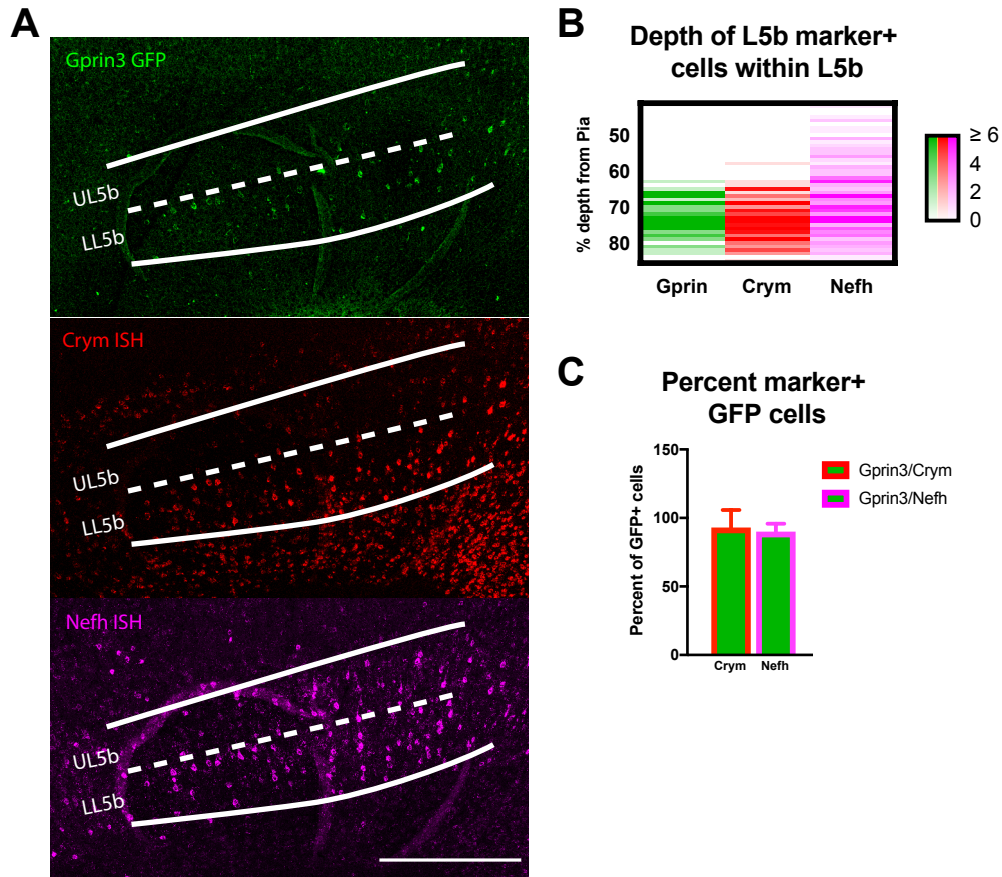 A
Gprin3 GFP
UL5b
LL5b
Crym ISH
UL5b
LL5b
Nefh ISH
UL5b
LL5b
B
Depth of L5b marker+
cells within L5b
% depth from Pia
50
60
70
80
Gprin Crym Nefh
≥ 6
4
2
0
C
Percent marker+
GFP cells
Percent of GFP+ cells
150
100
50
0
Crym Nefh
Gprin3/Crym
Gprin3/Nefh